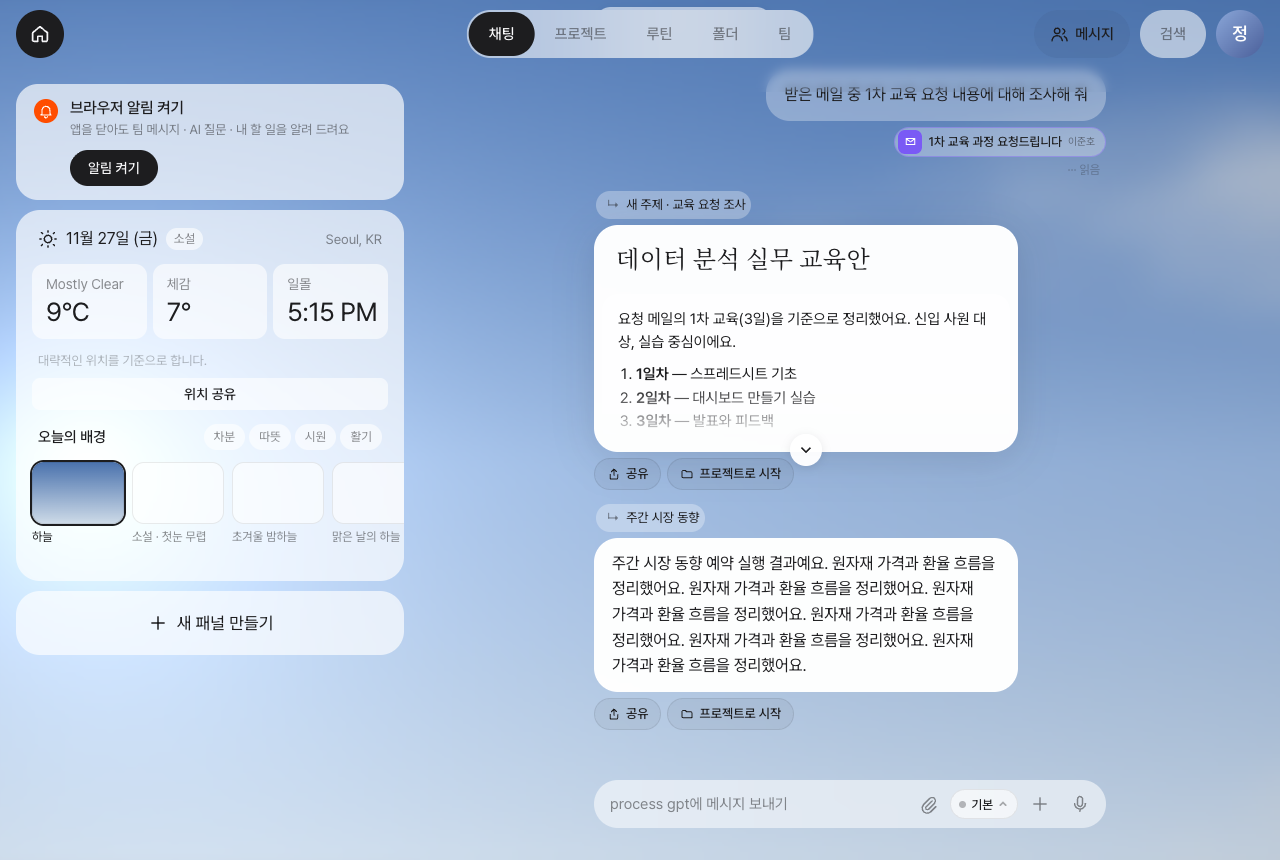 채팅
프로젝트
루틴
폴더
팀
메시지
검색
정
브라우저 알림 켜기
앱을 닫아도 팀 메시지 · AI 질문 · 내 할 일을 알려 드려요
알림 켜기
11월 27일 (금)
소설
Seoul, KR
Mostly Clear
9°C
체감
7°
일몰
5:15 PM
대략적인 위치를 기준으로 합니다.
위치 공유
오늘의 배경
차분
따뜻
시원
활기
하늘
소설 · 첫눈 무렵
초겨울 밤하늘
맑은 날의 하늘
새 패널 만들기
받은 메일 중 1차 교육 요청 내용에 대해 조사해 줘
1차 교육 과정 요청드립니다 이준호
— 읽음
새 주제 · 교육 요청 조사
데이터 분석 실무 교육안
요청 메일의 1차 교육(3일)을 기준으로 정리했어요. 신입 사원 대
상, 실습 중심이에요.
1. 1일차 — 스프레드시트 기초
2. 2일차 — 대시보드 만들기 실습
3. 3일차 — 발표와 피드백
공유
프로젝트로 시작
주간 시장 동향
주간 시장 동향 예약 실행 결과예요. 원자재 가격과 환율 흐름을
정리했어요. 원자재 가격과 환율 흐름을 정리했어요. 원자재
가격과 환율 흐름을 정리했어요. 원자재 가격과 환율 흐름을
정리했어요. 원자재 가격과 환율 흐름을 정리했어요. 원자재
가격과 환율 흐름을 정리했어요.
공유
프로젝트로 시작
process gpt에 메시지 보내기
기본